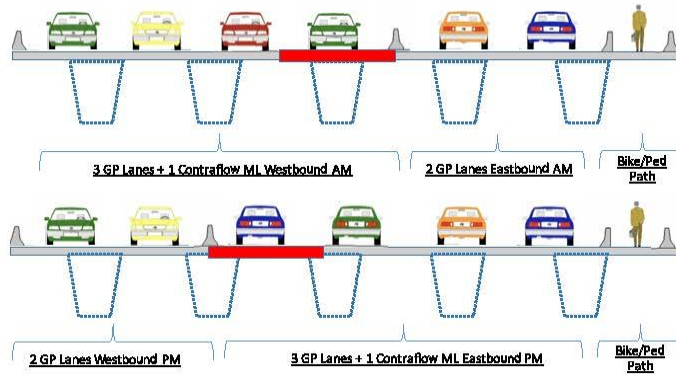 3 GP Lanes + 1 Contraflow ML Westbound AM
2 GP Lanes Eastbound AM
Bike/Ped
Path
2 GP Lanes Westbound PM
3 GP Lanes + 1 Contraflow ML Eastbound PM
Bike/Ped
Path